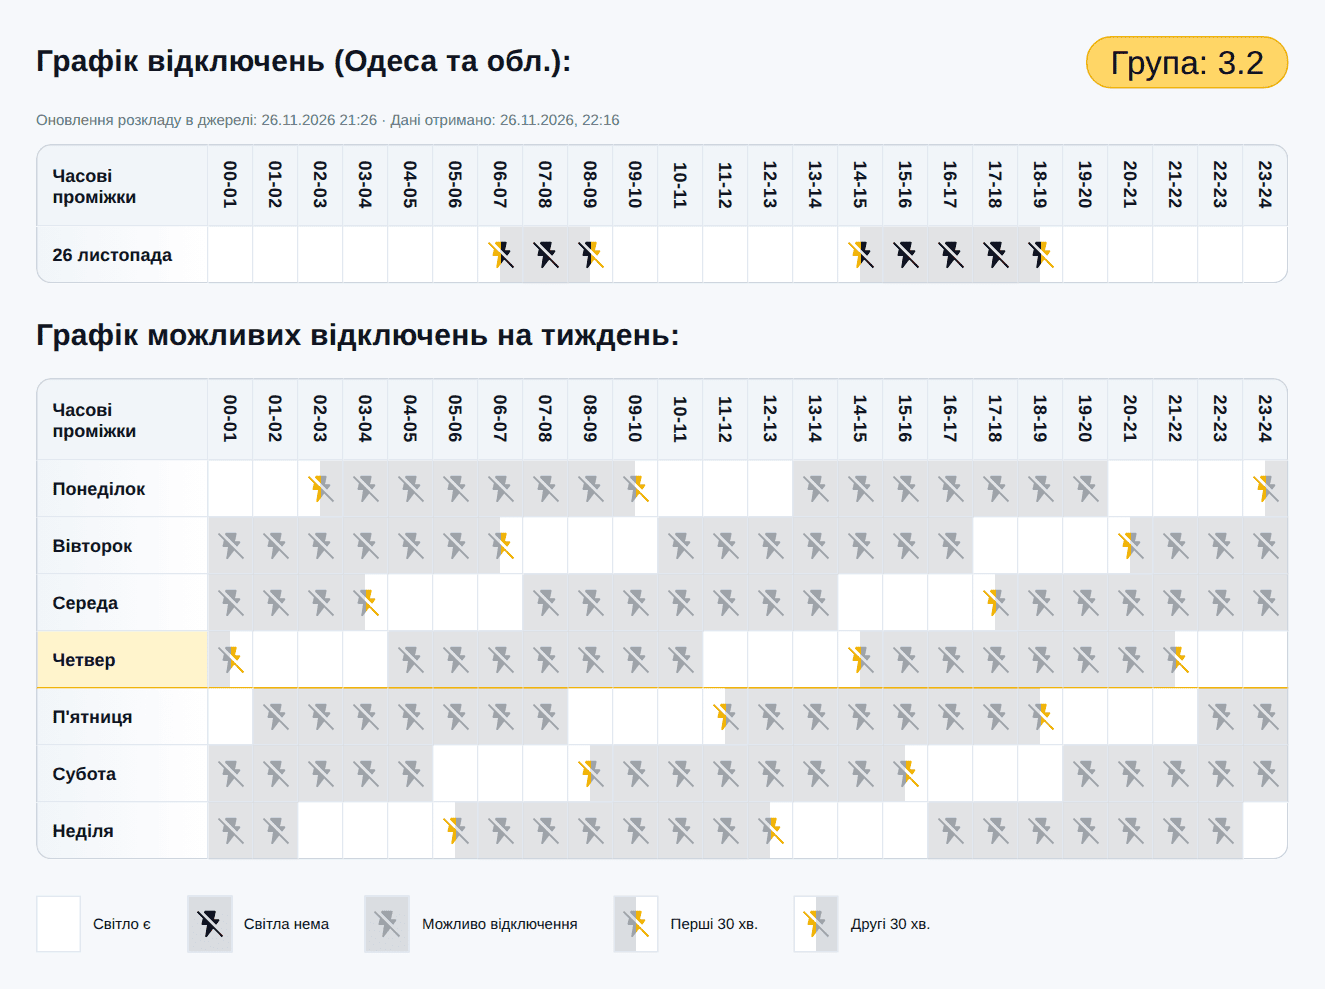 Графік відключень (Одеса та обл.):
Група: 3.2
Оновлення розкладу в джерелі: 26.11.2026 21:26 · Дані отримано: 26.11.2026, 22:16
Часові
проміжки
00-01 01-02 02-03 03-04 04-05 05-06 06-07 07-08 08-09 09-10 10-11 11-12 12-13 13-14 14-15 15-16 16-17 17-18 18-19 19-20 20-21 21-22 22-23 23-24
26 листопада
Графік можливих відключень на тиждень:
Часові
проміжки
00-01 01-02 02-03 03-04 04-05 05-06 06-07 07-08 08-09 09-10 10-11 11-12 12-13 13-14 14-15 15-16 16-17 17-18 18-19 19-20 20-21 21-22 22-23 23-24
Понеділок
Вівторок
Середа
Четвер
П'ятниця
Субота
Неділя
Світло є
Світла нема
Можливо відключення
Перші 30 хв.
Другі 30 хв.